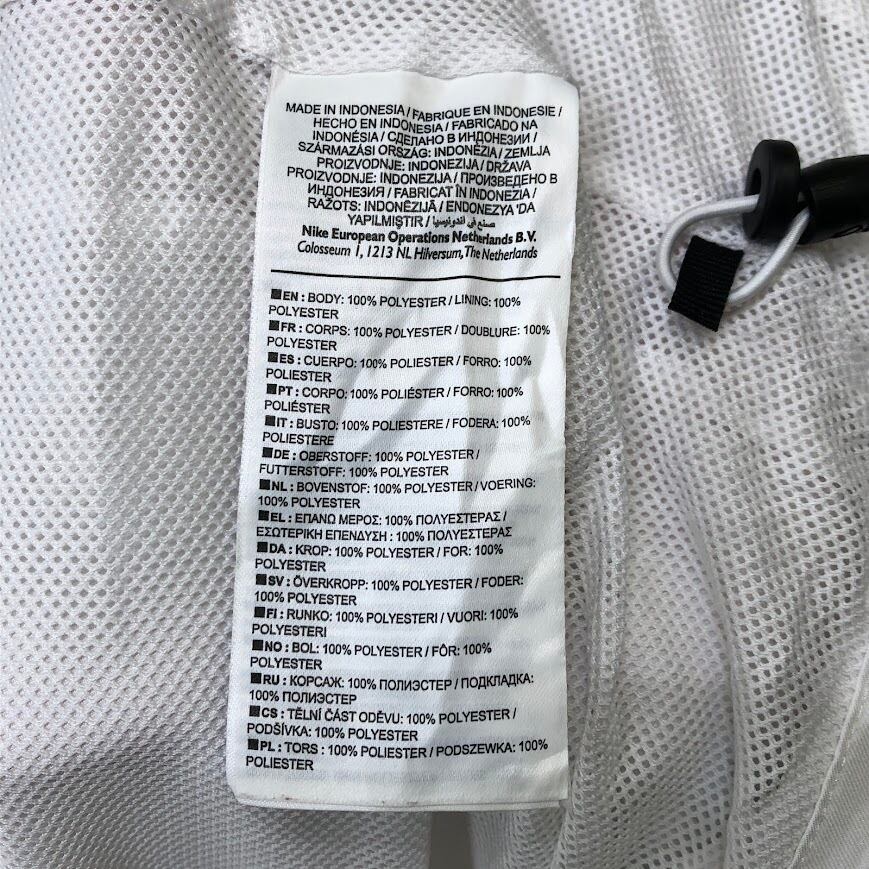 MADE IN INDONESIA / FABRIQUE EN INDONESIE /
HECHO EN INDONESIA / FABRICADO NA
INDONÉSIA / СДЕЛАНО В ИНДОНЕЗИИ /
SZÁRMAZÁSI ORSZÁG: INDONÉZIA / ZEMLJA
PROIZVODNJE: INDONEZIJA / DRŽAVA
PROIZVODNJE: INDONEZIJA / ПРОИЗВЕДЕНО В
ИНДОНЕЗИЯ / FABRICAT ÎN INDONEZIA /
RAŽOTS: INDONĒZIJĀ / ENDONEZYA 'DA
YAPILMIŞTIR / صنع في اندونيسيا
Nike European Operations Netherlands B.V.
Colosseum 1, 1213 NL Hilversum, The Netherlands
EN : BODY: 100% POLYESTER / LINING: 100%
POLYESTER
FR : CORPS: 100% POLYESTER / DOUBLURE: 100%
POLYESTER
ES : CUERPO: 100% POLIESTER / FORRO: 100%
POLIESTER
PT : CORPO: 100% POLIÉSTER / FORRO: 100%
POLIÉSTER
IT : BUSTO: 100% POLIESTERE / FODERA: 100%
POLIESTERE
DE : OBERSTOFF: 100% POLYESTER /
FUTTERSTOFF: 100% POLYESTER
NL : BOVENSTOF: 100% POLYESTER / VOERING:
100% POLYESTER
EL : ΕΠΑΝΩ ΜΕΡΟΣ: 100% ΠΟΛΥΕΣΤΕΡΑΣ /
ΕΣΩΤΕΡΙΚΗ ΕΠΕΝΔΥΣΗ : 100% ΠΟΛΥΕΣΤΕΡΑΣ
DA : KROP: 100% POLYESTER / FOR: 100%
POLYESTER
SV : ÖVERKROPP: 100% POLYESTER / FODER:
100% POLYESTER
FI : RUNKO: 100% POLYESTERI / VUORI: 100%
POLYESTERI
NO : BOL: 100% POLYESTER / FÔR: 100%
POLYESTER
RU : КОРСАЖ: 100% ПОЛИЭСТЕР / ПОДКЛАДКА:
100% ПОЛИЭСТЕР
CS : TĚLNÍ ČÁST ODĚVU: 100% POLYESTER /
PODŠÍVKA: 100% POLYESTER
PL : TORS : 100% POLIESTER / PODSZEWKA: 100%
POLIESTER